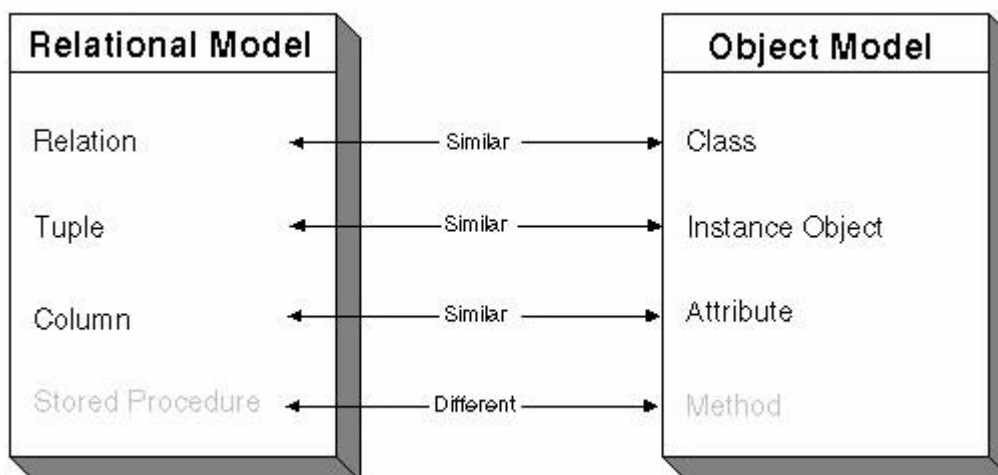 Relational Model
Object Model
Relation
Similar
Class
Tuple
Similar
Instance Object
Column
Similar
Attribute
Stored Procedure
Different
Method